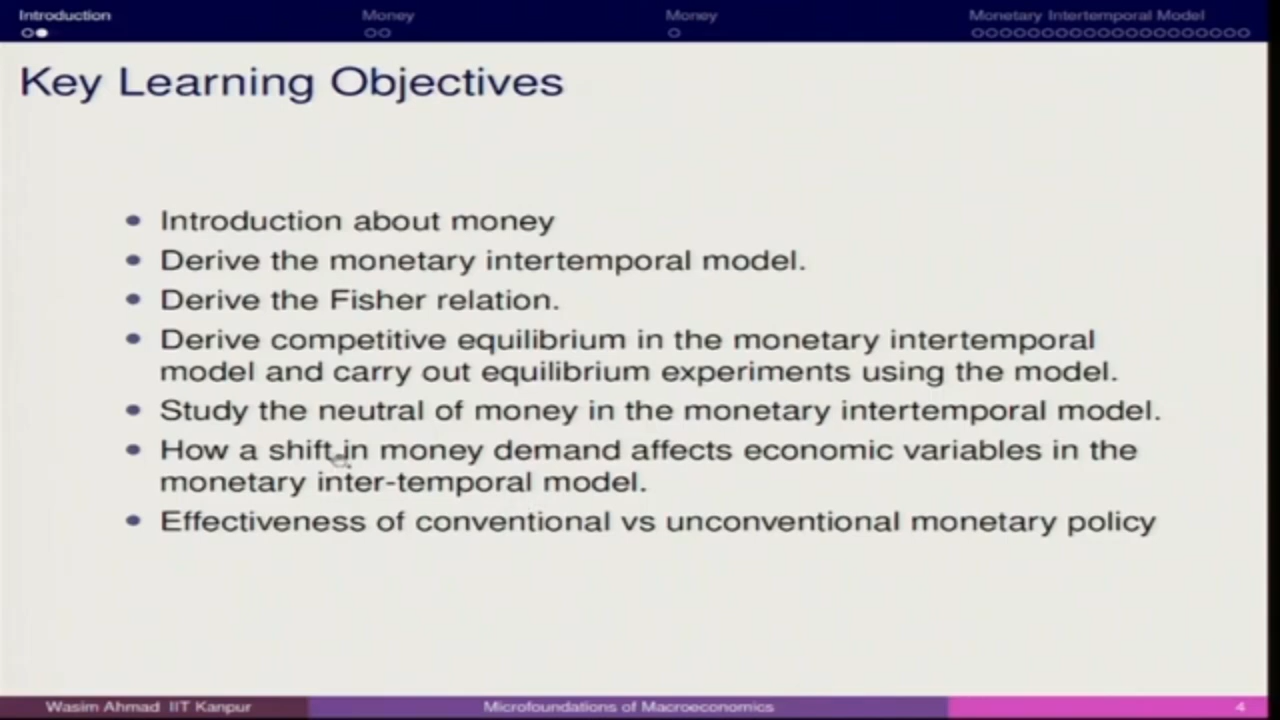 Introduction Money Money Monetary Intertemporal Model
Key Learning Objectives
Introduction about money
Derive the monetary intertemporal model.
Derive the Fisher relation.
Derive competitive equilibrium in the monetary intertemporal
model and carry out equilibrium experiments using the model.
Study the neutral of money in the monetary intertemporal model.
How a shift in money demand affects economic variables in the
monetary inter-temporal model.
Effectiveness of conventional vs unconventional monetary policy
Wasim Ahmad IIT Kanpur Microfoundations of Macroeconomics 4